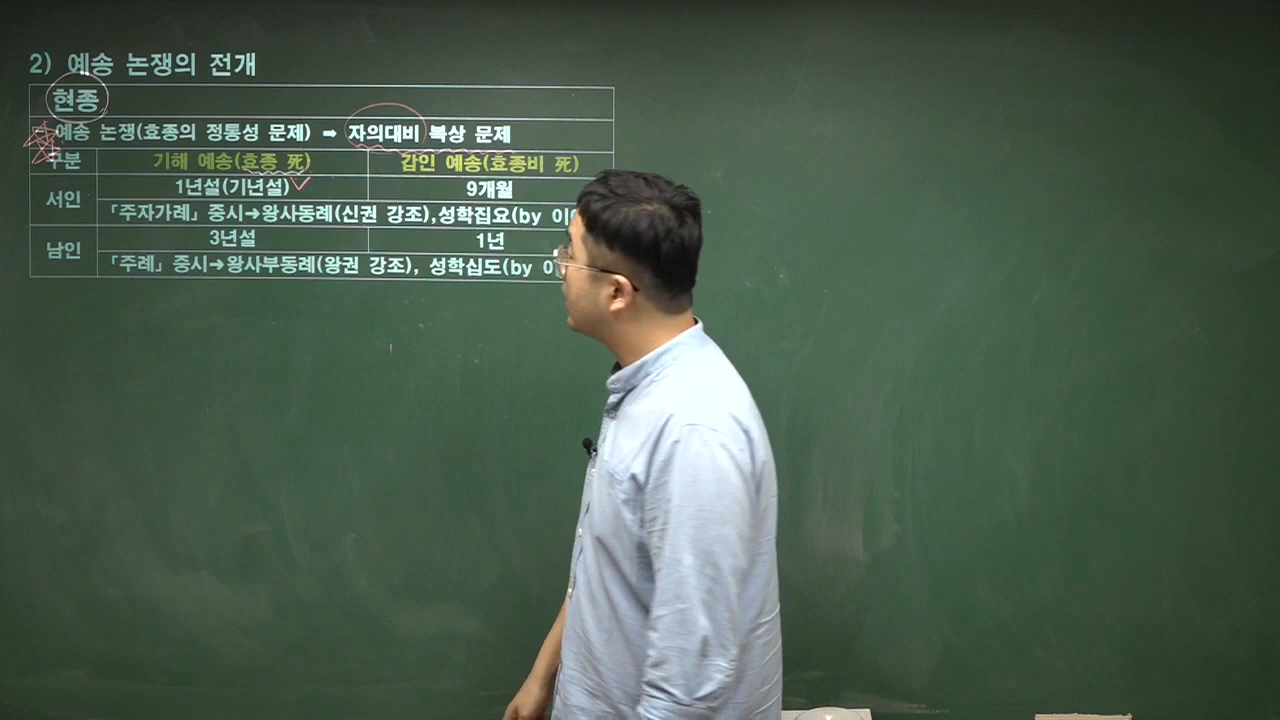 2) 예송 논쟁의 전개
현종
예송 논쟁(효종의 정통성 문제) ➡ 자의대비 복상 문제
구분 기해 예송(효종 死) 갑인 예송(효종비 死)
서인 1년설(기년설) 9개월
「주자가례」 중시→왕사동례(신권 강조),성학집요(by 이
남인 3년설 1년
「주례」 중시→왕사부동례(왕권 강조), 성학십도(by